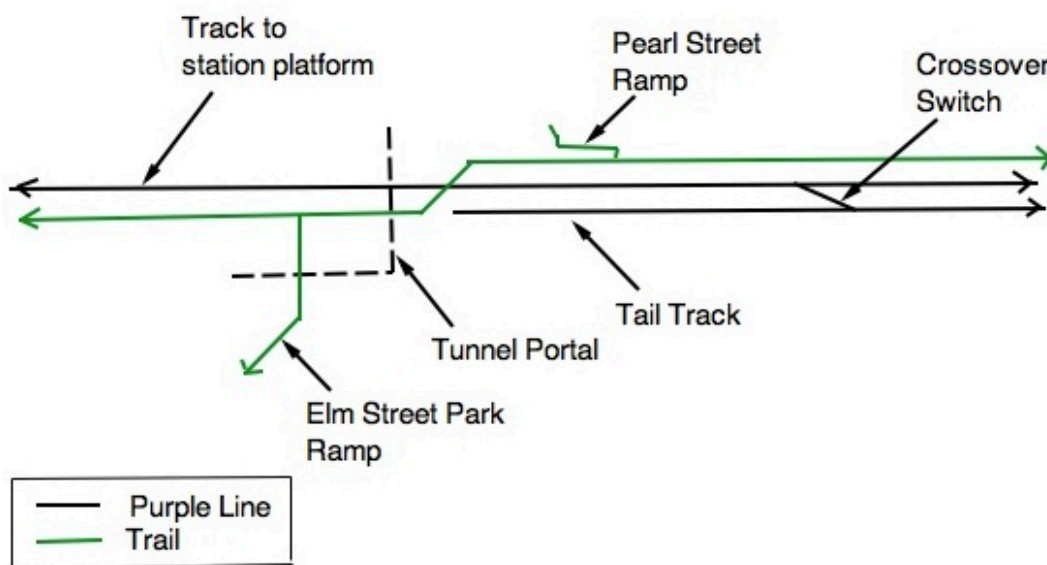 Track to
station platform
Pearl Street
Ramp
Crossover
Switch
Tail Track
Tunnel Portal
Elm Street Park
Ramp
Purple Line
Trail